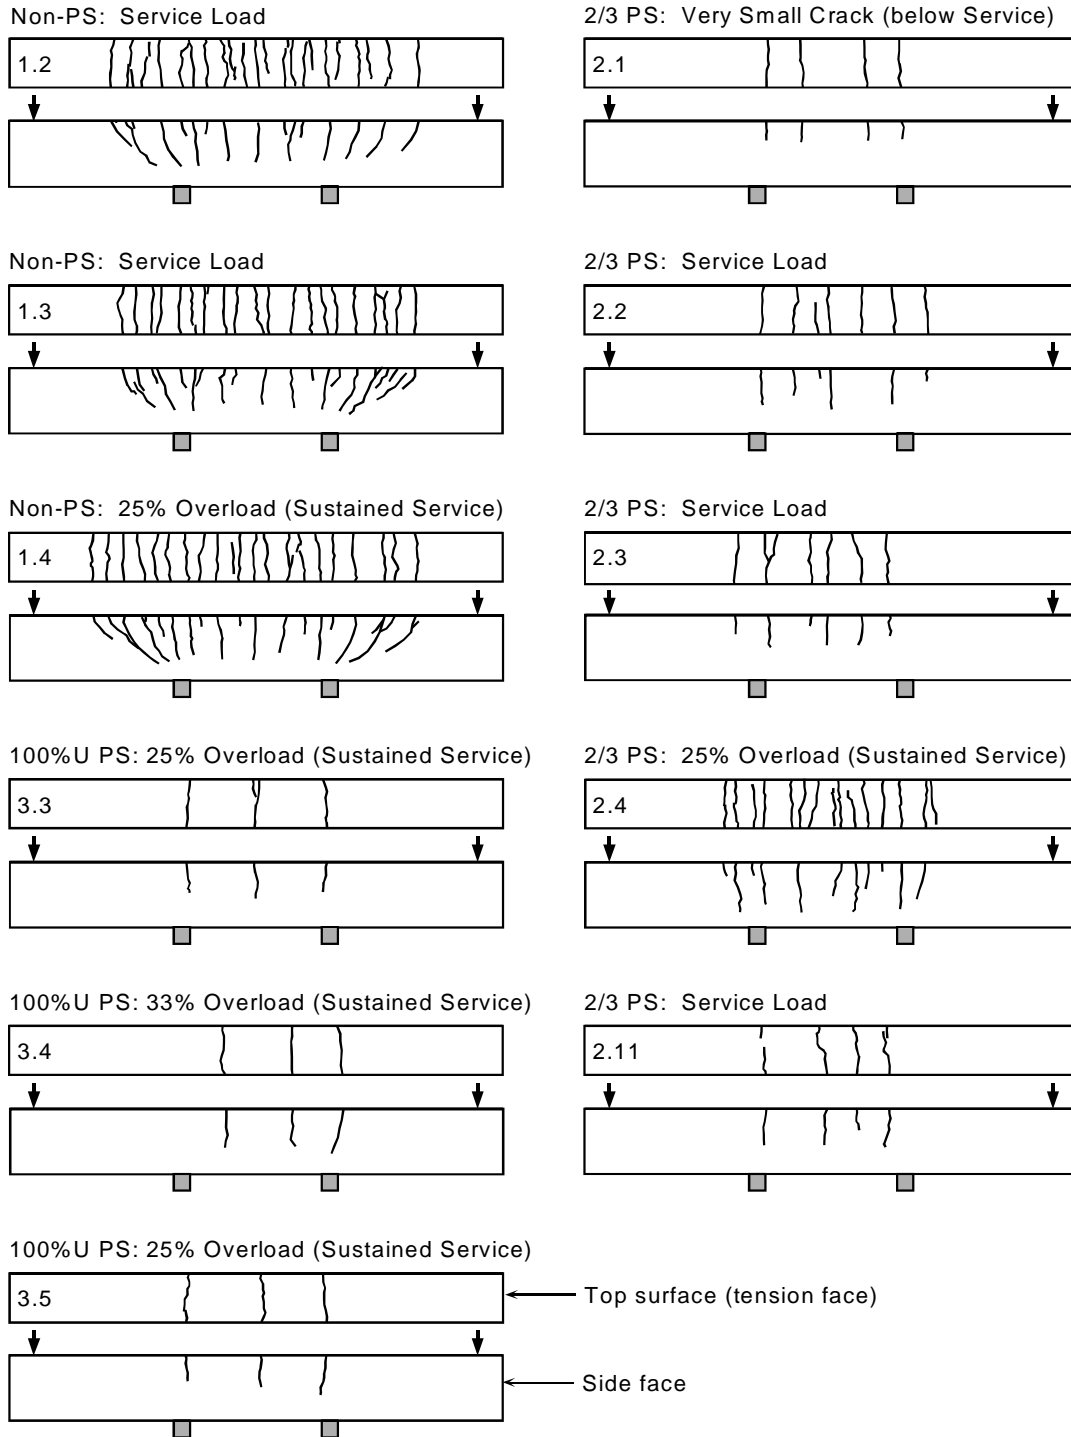 Non-PS: Service Load
1.2
2/3 PS: Very Small Crack (below Service)
2.1
Non-PS: Service Load
1.3
2/3 PS: Service Load
2.2
Non-PS: 25% Overload (Sustained Service)
1.4
2/3 PS: Service Load
2.3
100%U PS: 25% Overload (Sustained Service)
3.3
2/3 PS: 25% Overload (Sustained Service)
2.4
100%U PS: 33% Overload (Sustained Service)
3.4
2/3 PS: Service Load
2.11
100%U PS: 25% Overload (Sustained Service)
3.5
Top surface (tension face)
Side face